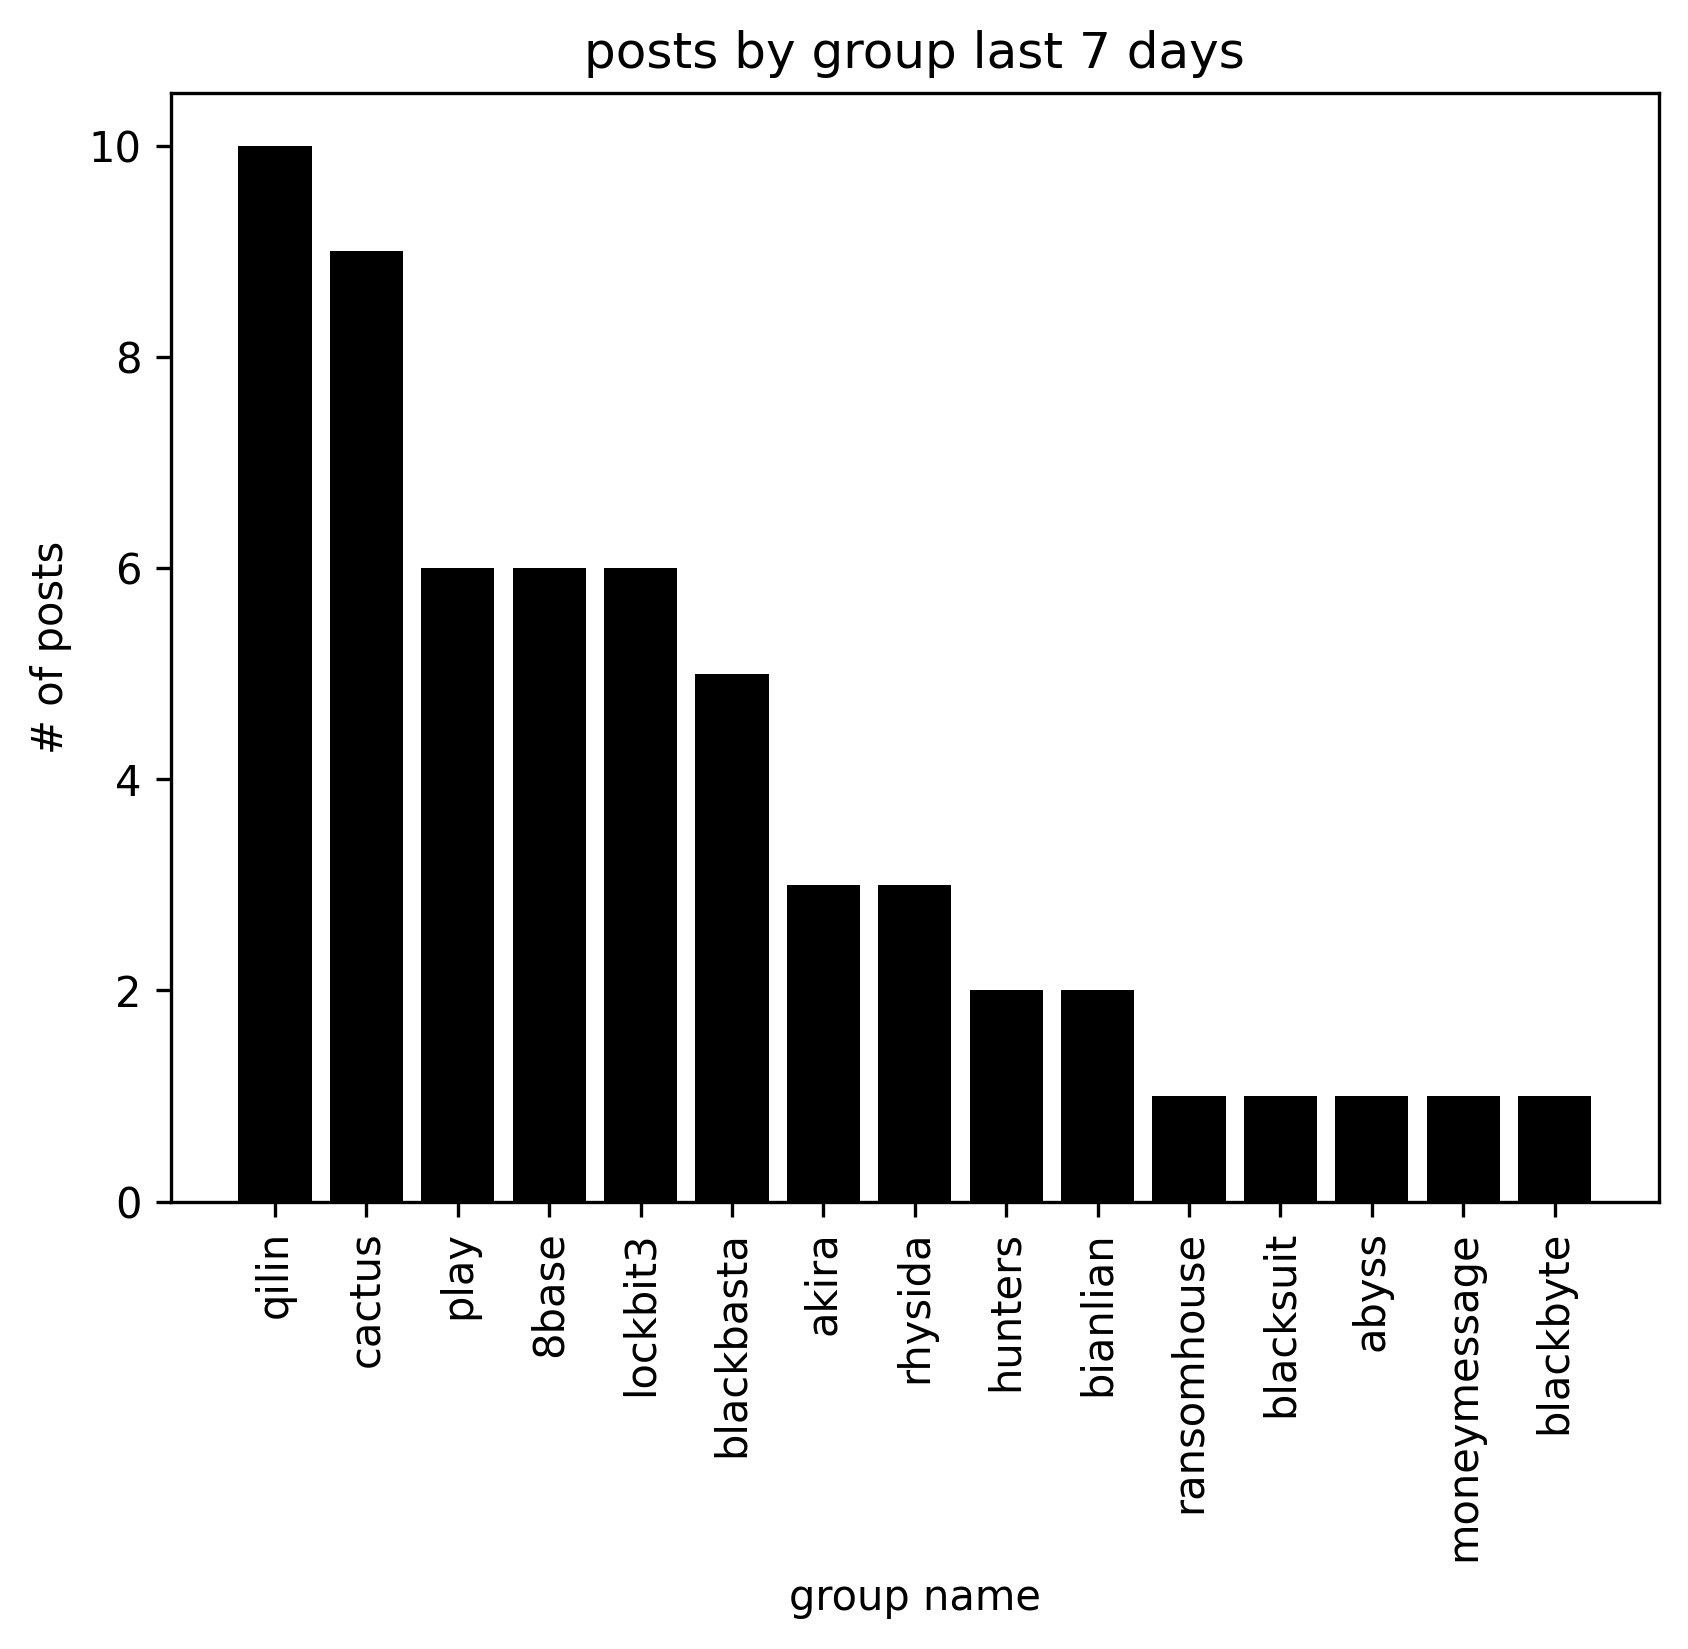 posts by group last 7 days
# of posts
10
8
6
4
2
0
qilin
cactus
play
8base
lockbit3
blackbasta
akira
rhysida
hunters
bianlian
ransomhouse
blacksuit
abyss
moneymessage
blackbyte
group name